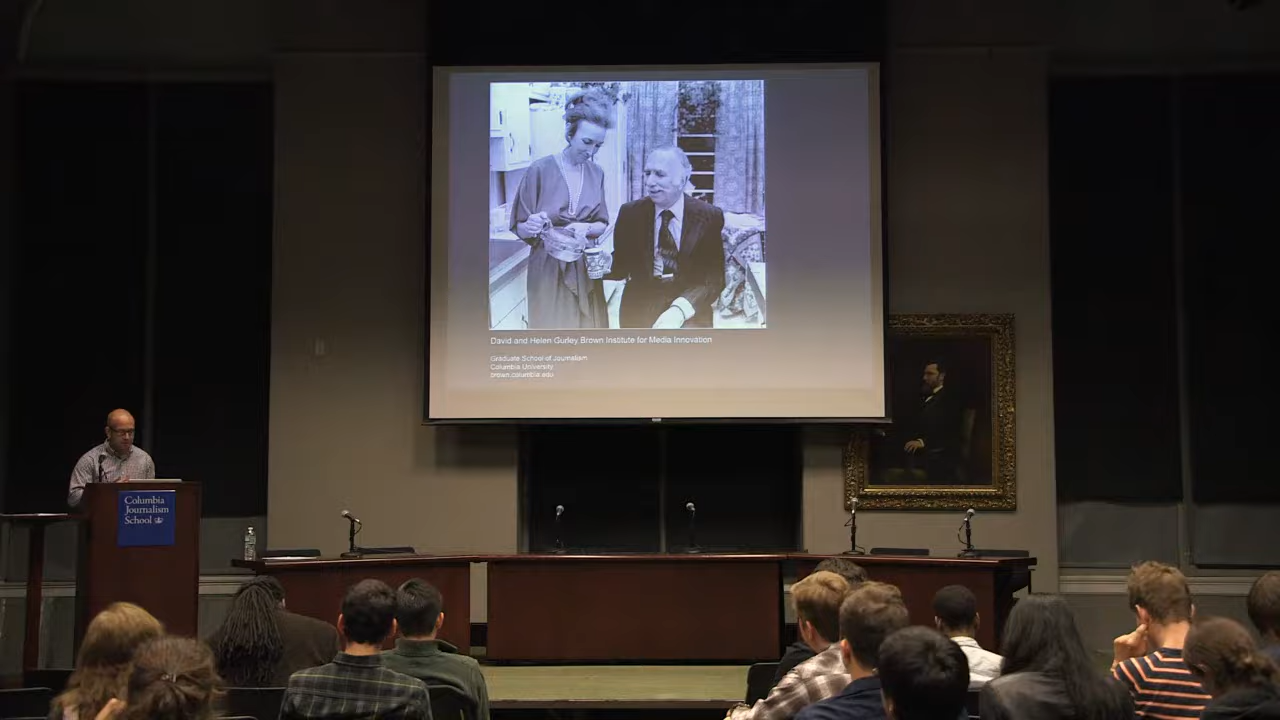 David and Helen Gurley Brown Institute for Media Innovation
Graduate School of Journalism
Columbia University
brown.columbia.edu
Columbia
Journalism
School